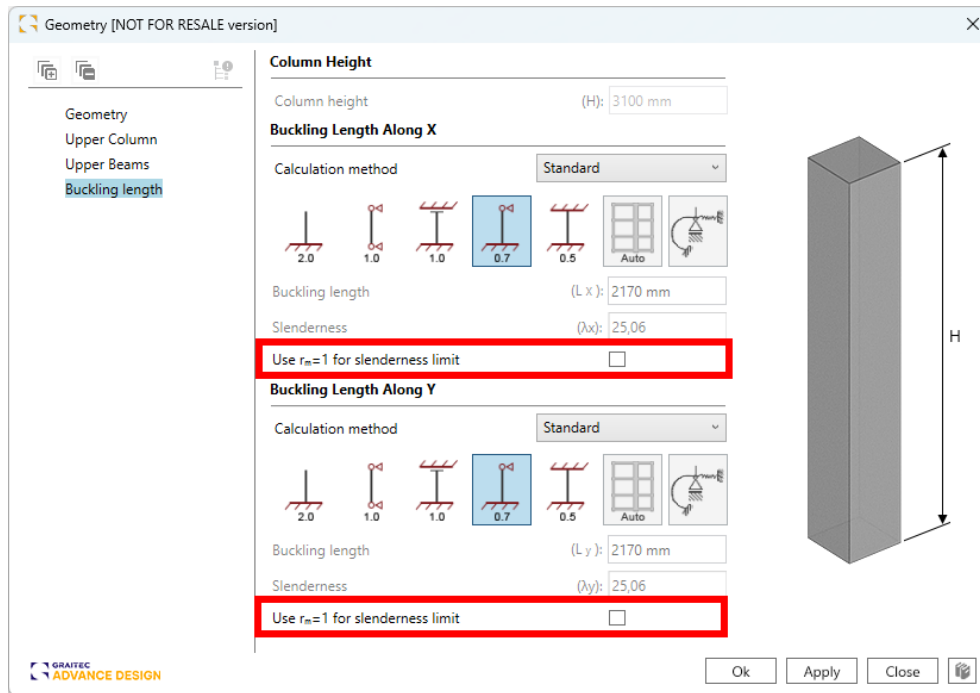 Geometry [NOT FOR RESALE version]
Geometry
Upper Column
Upper Beams
Buckling length
Column Height
Column height (H): 3100 mm
Buckling Length Along X
Calculation method Standard
2.0 1.0 1.0 0.7 0.5 Auto
Buckling length (L x ): 2170 mm
Slenderness (λx): 25,06
Use rₘ=1 for slenderness limit
Buckling Length Along Y
Calculation method Standard
2.0 1.0 1.0 0.7 0.5 Auto
Buckling length (L y ): 2170 mm
Slenderness (λy): 25,06
Use rₘ=1 for slenderness limit
H
GRAITEC
ADVANCE DESIGN
Ok Apply Close